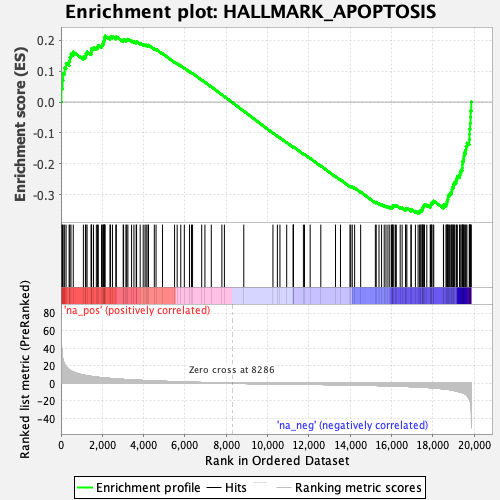 Enrichment plot: HALLMARK_APOPTOSIS
Enrichment score (ES)
0.2
0.1
0.0
-0.1
-0.2
-0.3
'na_pos' (positively correlated)
Ranked list metric (PreRanked)
80
60
40
20
0
-20
-40
Zero cross at 8286
'na_neg' (negatively correlated)
0
2,000
4,000
6,000
8,000
10,000
12,000
14,000
16,000
18,000
20,000
Rank in Ordered Dataset
Enrichment profile
Hits
Ranking metric scores